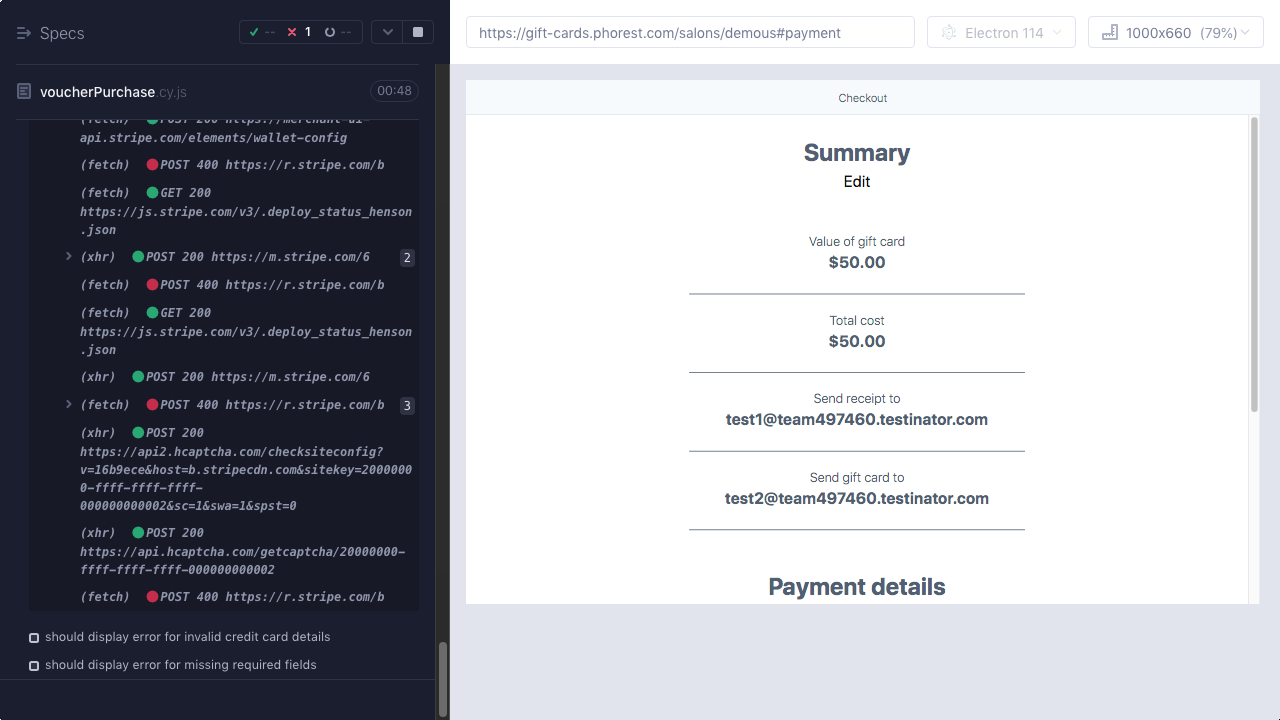 Specs
-- 1 --
https://gift-cards.phorest.com/salons/demous#payment
Electron 114
1000x660 (79%)
voucherPurchase.cy.js
00:48
(fetch) POST 200 https://merchant-ui-
api.stripe.com/elements/wallet-config
(fetch) POST 400 https://r.stripe.com/b
(fetch) GET 200
https://js.stripe.com/v3/.deploy_status_henson
.json
(xhr) POST 200 https://m.stripe.com/6 2
(fetch) POST 400 https://r.stripe.com/b
(fetch) GET 200
https://js.stripe.com/v3/.deploy_status_henson
.json
(xhr) POST 200 https://m.stripe.com/6
(fetch) POST 400 https://r.stripe.com/b 3
(xhr) POST 200
https://api2.hcaptcha.com/checksiteconfig?
v=16b9ece&host=b.stripecdn.com&sitekey=2000000
0-ffff-ffff-ffff-
000000000002&sc=1&swa=1&spst=0
(xhr) POST 200
https://api.hcaptcha.com/getcaptcha/20000000-
ffff-ffff-ffff-000000000002
(fetch) POST 400 https://r.stripe.com/b
should display error for invalid credit card details
should display error for missing required fields
Checkout
Summary
Edit
Value of gift card
$50.00
Total cost
$50.00
Send receipt to
test1@team497460.testinator.com
Send gift card to
test2@team497460.testinator.com
Payment details